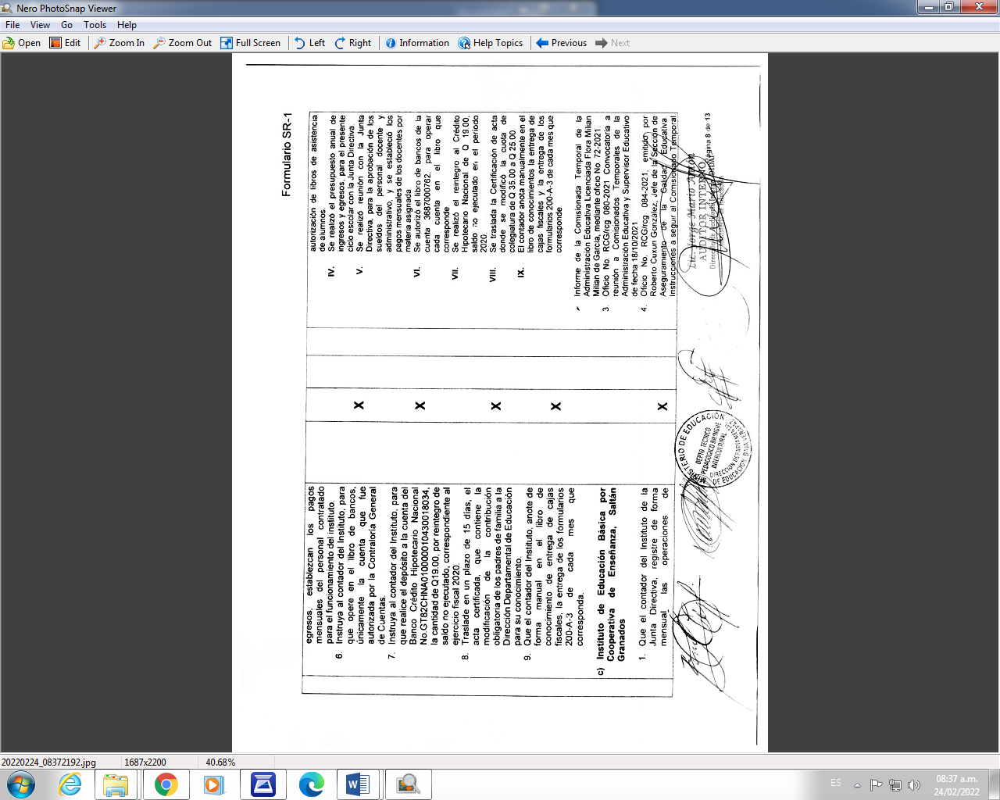 Nero PhotoSnap Viewer
File View Go Tools Help
Open Edit Zoom In Zoom Out Full Screen Left Right Information Help Topics Previous Next
Formulario SR-1
egresos, establezcan los pagos
mensuales del personal contratado
para el funcionamiento del instituto.
6. Instruya al contador del Instituto, para
que opere en el libro de bancos,
únicamente la cuenta que fue
autorizada por la Contraloría General
de Cuentas.
7. Instruya al contador del Instituto, para
que realice el depósito a la cuenta del
Banco Crédito Hipotecario Nacional
No.GT82CHNA01000000104300018034,
la cantidad de Q19.00, por reintegro de
saldo no ejecutado, correspondiente al
ejercicio fiscal 2020.
8. Traslade en un plazo de 15 días, el
acta certificada, que contiene la
modificación de la contribución
obligatoria de los padres de familia a la
Dirección Departamental de Educación
para su conocimiento.
9. Que el contador del Instituto, anote de
forma manual en el libro de
conocimiento de entrega de cajas
fiscales, la entrega de los formularios
200-A-3 de cada mes que
corresponda.
c) Instituto de Educación Básica por
Cooperativa de Enseñanza, Saltán
Granados
1. Que el contador del Instituto de la
Junta Directiva, registre de forma
mensual, las operaciones de
X
X
X
X
X
autorización de libros de asistencia
de alumnos.
IV. Se realizó el presupuesto anual de
ingresos y egresos, para el presente
ciclo escolar con la Junta Directiva.
V. Se realizó reunión con la Junta
Directiva, para la aprobación de los
sueldos del personal docente y
administrativo, y se estableció los
pagos mensuales de los docentes por
materia asignada
VI. Se autorizó el libro de bancos de la
cuenta 3687000762, para operar
cada cuenta en el libro que
corresponde.
VII. Se realizó el reintegro al Crédito
Hipotecario Nacional de Q 19.00,
saldo no ejecutado en el período
2020.
VIII. Se traslada la Certificación de acta
donde se modificó la cuota de
colegiatura de Q 35.00 a Q 25.00.
IX. El contador anota manualmente en el
libro de conocimientos la entrega de
cajas fiscales y la entrega de los
formularios 200-A-3 de cada mes que
corresponde.
Informe de la Comisionada Temporal de la
Administración Educativa Licenciada Flora Milian
Milian de García, mediante oficio No. 72-2021.
3. Oficio No. RCG/rcg 080-2021 Convocatoria a
reunión a Comisionados Temporales de la
Administración Educativa y Supervisor Educativo
de fecha 18/10/2021
4. Oficio No. RCG/rcg 084-2021, emitido por
Roberto Cuxun González, Jefe de la Sección de
Aseguramiento de la Calidad Educativa
Instrucciones a seguir al Comisionado Temporal
Página 8 de 13
Lic. Jorge Mario Antón
AUDITOR INTERNO
MINISTERIO DE EDUCACIÓN
DEPTO TECNICO
PEDAGOGICO BILINGÜE
INTERCULTURAL
DIRECCION DEPARTAMENTAL
DE EDUCACION, BAJA VERAPAZ
20220224_08372192.jpg 1687x2200 40.68%
ES
08:37 a.m.
24/02/2022